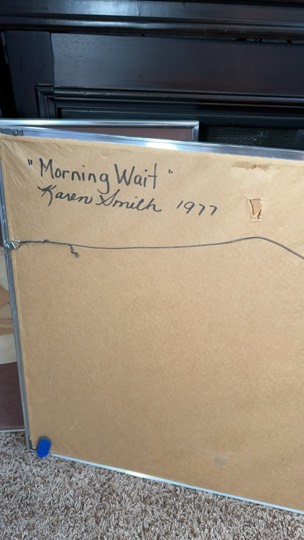 "Morning Wait"
Karen Smith 1977